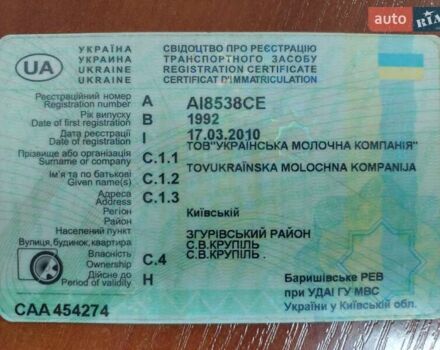 auto RIA
УКРАЇНА
УКРАИНА
UKRAINE
UKRAINE
СВІДОЦТВО ПРО РЕЄСТРАЦІЮ
ТРАНСПОРТНОГО ЗАСОБУ
REGISTRATION CERTIFICATE
CERTIFICAT D'IMMATRICULATION
UA
Реєстраційний номер
Registration number A АІ8538СЕ
Рік випуску
Date of first registration B 1992
Дата реєстрації
Date of registration I 17.03.2010
ТОВ"УКРАЇНСЬКА МОЛОЧНА КОМПАНІЯ"
Прізвище або організація
Surname or company C.1.1 TOVUKRAÏNSKA MOLOCHNA KOMPANIJA
Ім'я та по батькові
Given name(s) C.1.2
Адреса
Address C.1.3
Регіон Київській
Район
Населений пункт ЗГУРІВСЬКИЙ РАЙОН
Вулиця, будинок, квартира С.В.КРУПІЛЬ
С.В.КРУПІЛЬ .
Власність
Ownership C.4
Дійсне до
Period of validity H
Баришівське РЕВ
при УДАІ ГУ МВС
України у Київській обл.
САА 454274